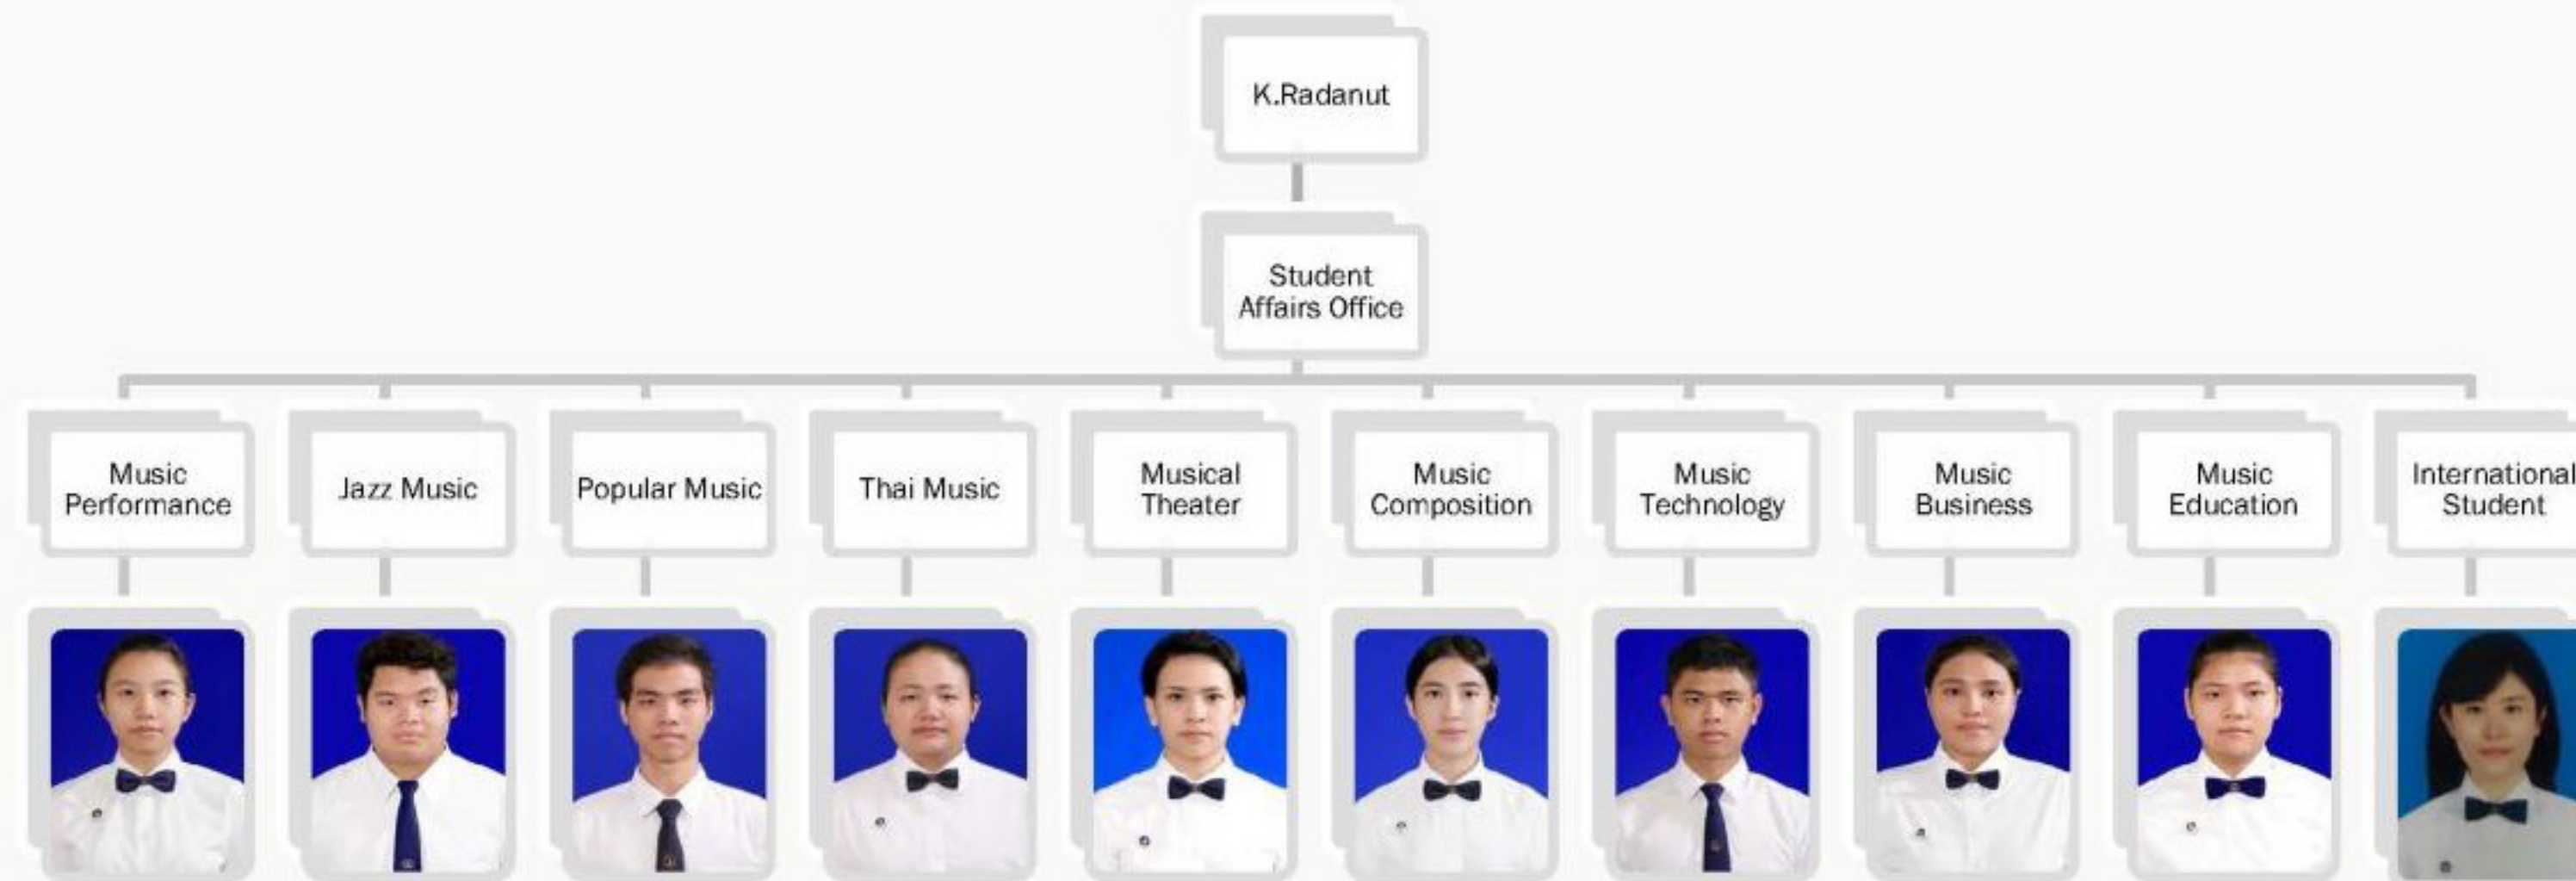 K.Radanut
Student
Affairs Office
Music
Performance
Jazz Music
Popular Music
Thai Music
Musical
Theater
Music
Composition
Music
Technology
Music
Business
Music
Education
International
Student